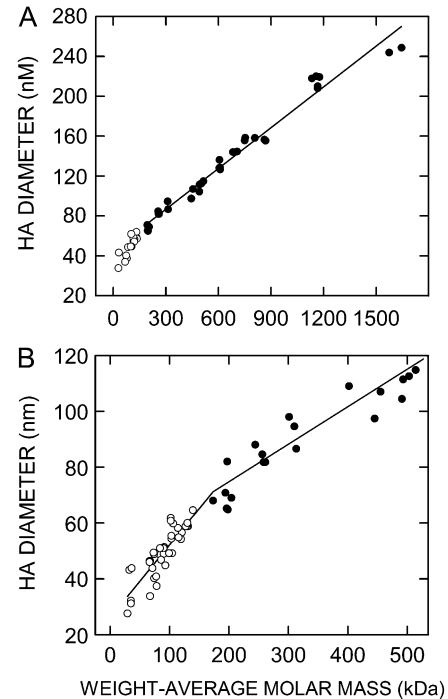 A
HA DIAMETER (nM)
280
240
200
160
120
80
40
20
0 300 600 900 1200 1500
B
HA DIAMETER (nm)
120
100
80
60
40
20
0 100 200 300 400 500
WEIGHT-AVERAGE MOLAR MASS (kDa)